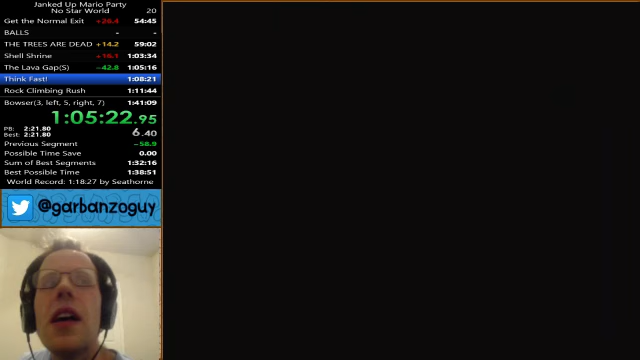 Janked Up Mario Party
No Star World 20
Get the Normal Exit +20.4 54:45
BALLS - -
THE TREES ARE DEAD +14.2 59:02
Shell Shrine +16.1 1:03:34
The Lava Gap(S) −42.8 1:05:16
Think Fast! 1:08:21
Rock Climbing Rush 1:11:44
Bowser(3, left, 5, right, 7) 1:41:09
1:05:22.95
PB: 2:21.80
Best: 2:21.80
6.40
Previous Segment −58.9
Possible Time Save 0.00
Sum of Best Segments 1:32:16
Best Possible Time 1:38:51
World Record: 1:18:27 by Seathorne
@garbanzoguy